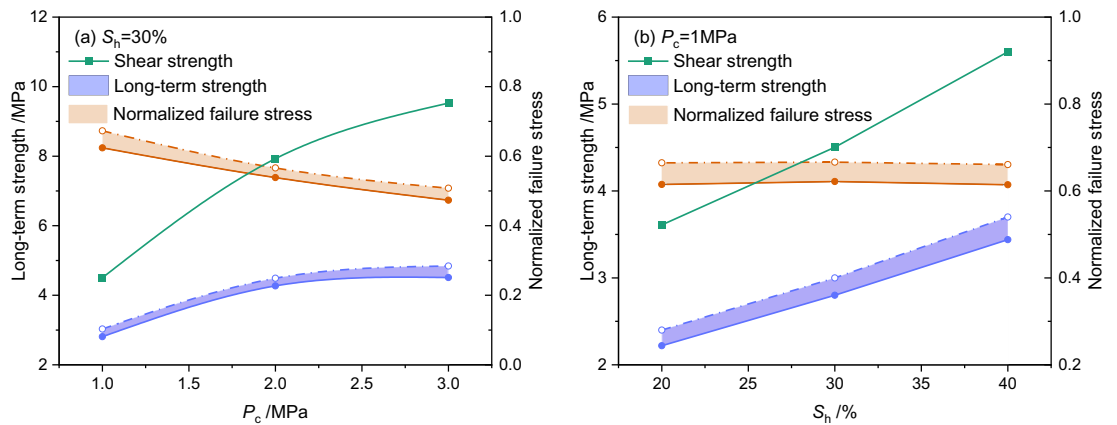 (a) Sh=30%
Shear strength
Long-term strength
Normalized failure stress
12
10
8
6
4
2
Long-term strength /MPa
1.0
0.8
0.6
0.4
0.2
0.0
Normalized failure stress
1.0
1.5
2.0
2.5
3.0
Pc /MPa
(b) Pc=1MPa
Shear strength
Long-term strength
Normalized failure stress
6
5
4
3
2
Long-term strength /MPa
1.0
0.8
0.6
0.4
0.2
Normalized failure stress
20
25
30
35
40
Sh /%